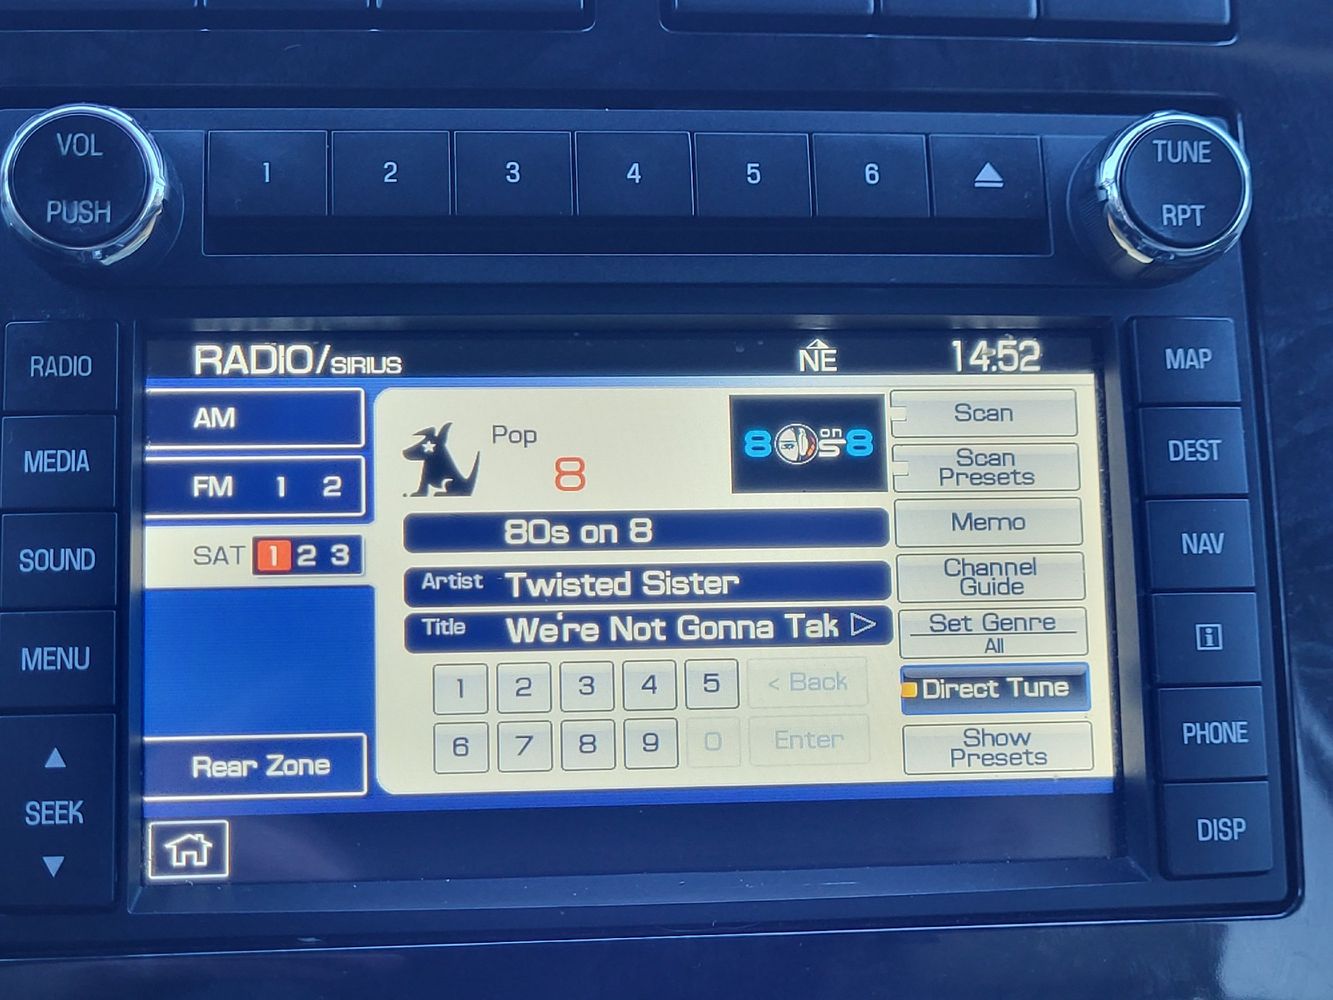 VOL
PUSH
1 2 3 4 5 6
TUNE
RPT
RADIO
MEDIA
SOUND
MENU
SEEK
RADIO/SIRIUS NE 14:52
AM
FM 1 2
SAT 1 2 3
Rear Zone
Pop
8
8 on 8
80s on 8
Artist Twisted Sister
Title We're Not Gonna Tak
1 2 3 4 5 < Back
6 7 8 9 0 Enter
Scan
Scan
Presets
Memo
Channel
Guide
Set Genre
All
Direct Tune
Show
Presets
MAP
DEST
NAV
i
PHONE
DISP